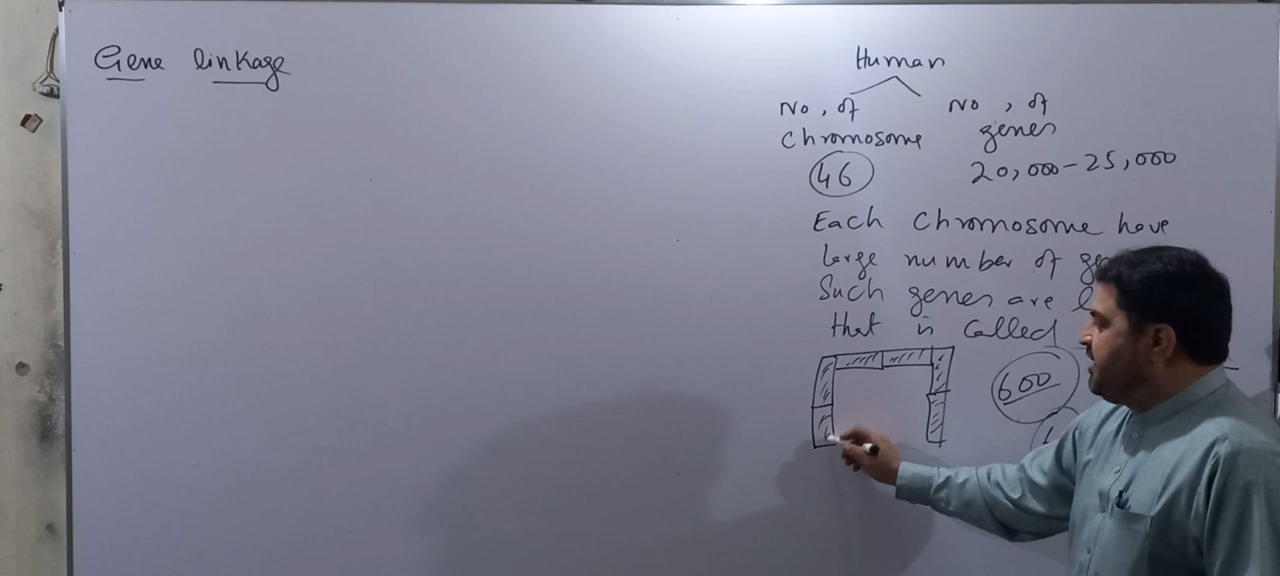 Gene linkage
Human
No, of chromosome
No, of genes
46
20,000-25,000
Each Chromosome have
large number of
Such genes are
that is Called
600